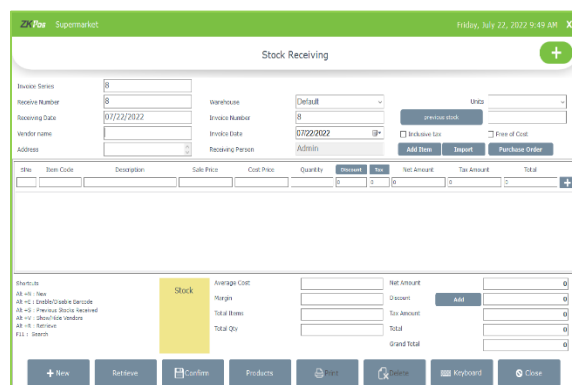 ZKPos Supermarket Friday, July 22, 2022 9:49 AM X
Stock Receiving
+
Invoice Series 8
Receive Number 8 Warehouse Default Units
Receiving Date 07/22/2022 Invoice Number 8 previous stock
Vendor name Invoice Date 07/22/2022 Inclusive tax Free of Cost
Address Receiving Person Admin Add Item Import Purchase Order
SlNo Item Code Description Sale Price Cost Price Quantity Discount Tax Net Amount Tax Amount Total
0 0 0 0 0 +
Shortcuts
Alt +N : New
Alt +E : Enable/Disable Barcode
Alt +S : Previous Stocks Received
Alt +V : Show/Hide Vendors
Alt +R : Retrieve
F11 : Search
Stock
Average Cost Net Amount 0
Margin Discount Add 0
Total Items Tax Amount 0
Total Qty Total 0
Grand Total 0
+ New Retrieve Confirm Products Print Delete Keyboard Close